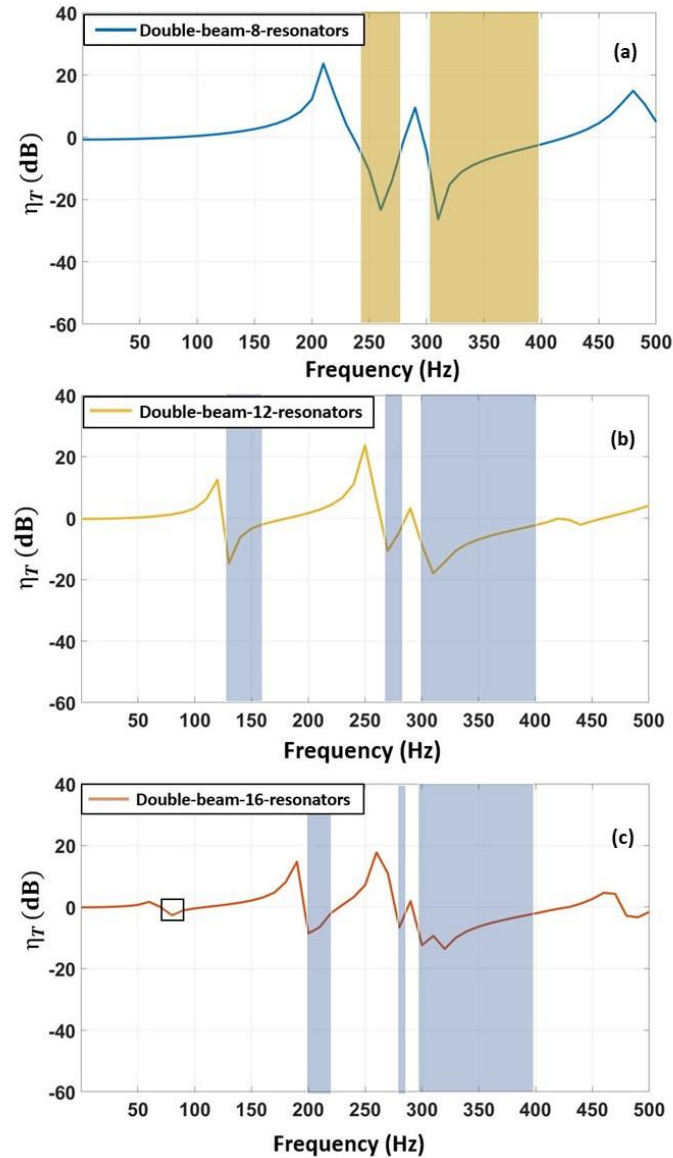 40
Double-beam-8-resonators
(a)
20
0
-20
-40
-60
η_T (dB)
50 100 150 200 250 300 350 400 450 500
Frequency (Hz)
40
Double-beam-12-resonators
(b)
20
0
-20
-40
-60
η_T (dB)
50 100 150 200 250 300 350 400 450 500
Frequency (Hz)
40
Double-beam-16-resonators
(c)
20
0
-20
-40
-60
η_T (dB)
50 100 150 200 250 300 350 400 450 500
Frequency (Hz)